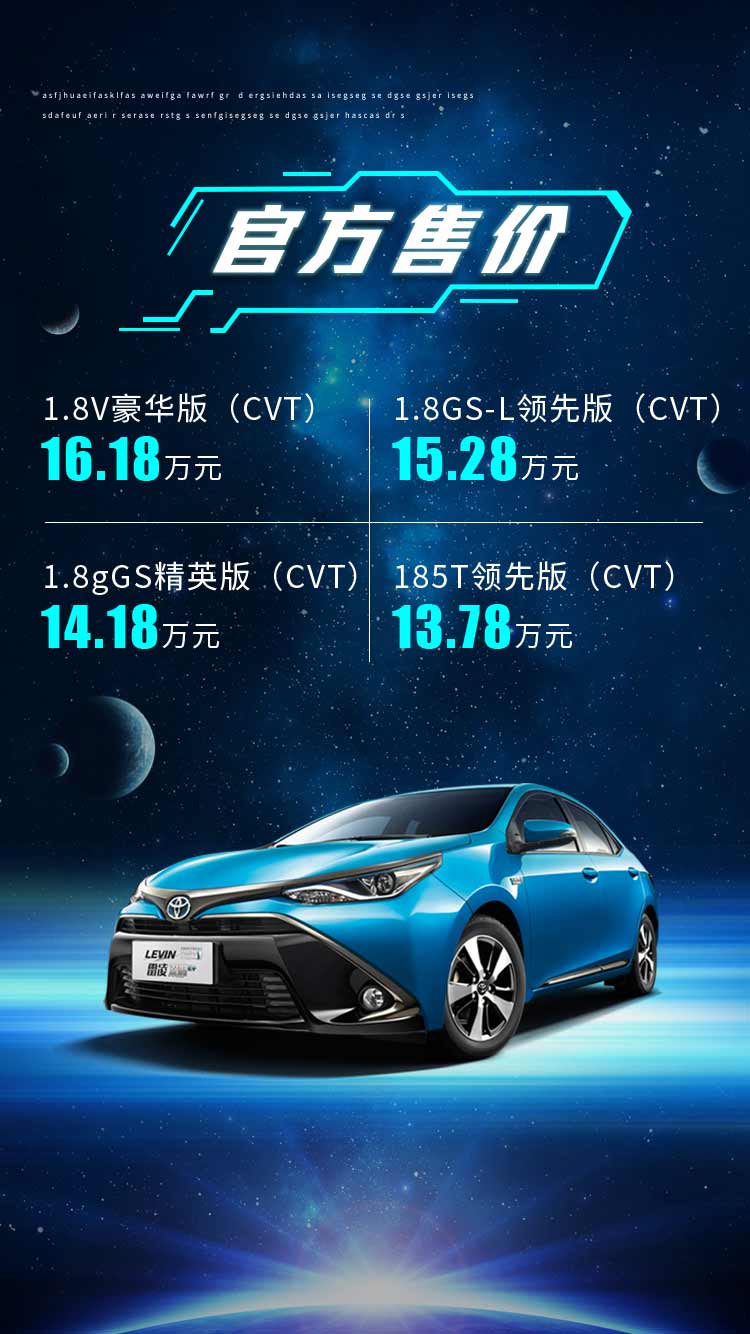 asfjhuaeifasklfas aweifga fawrf gr d ergsiehdas sa isegseg se dgse gsjer isegs
sdafeuf aeri r serase rstg s senfgisegseg se dgse gsjer hascas dr s
官方售价
1.8V豪华版（CVT）
16.18万元
1.8GS-L领先版（CVT）
15.28万元
1.8gGS精英版（CVT）
14.18万元
185T领先版（CVT）
13.78万元
LEVIN
雷凌